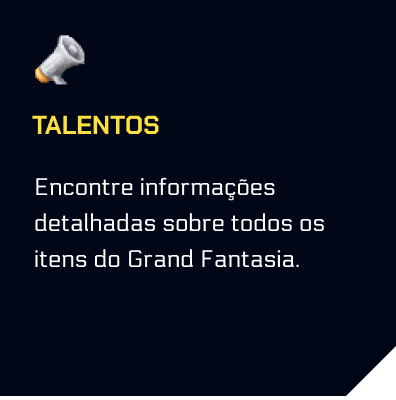 TALENTOS
Encontre informações
detalhadas sobre todos os
itens do Grand Fantasia.